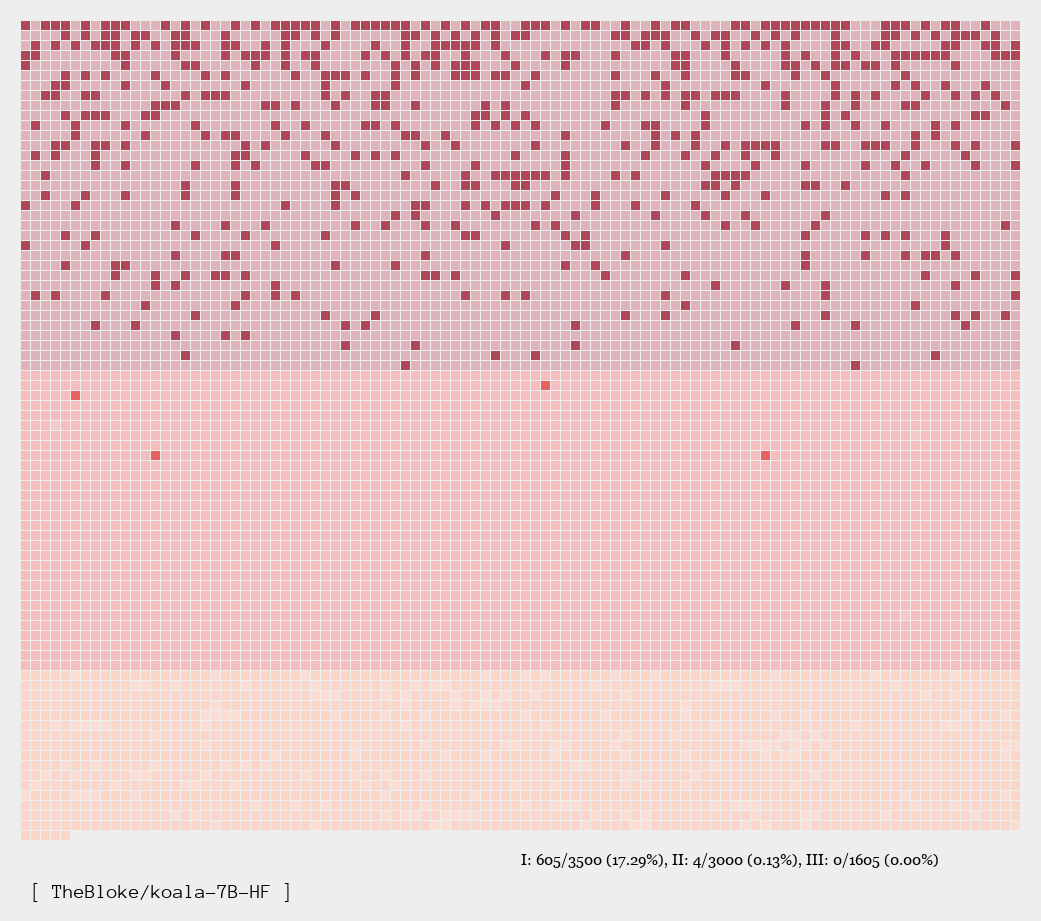 I: 605/3500 (17.29%), II: 4/3000 (0.13%), III: 0/1605 (0.00%)
[ TheBloke/koala-7B-HF ]